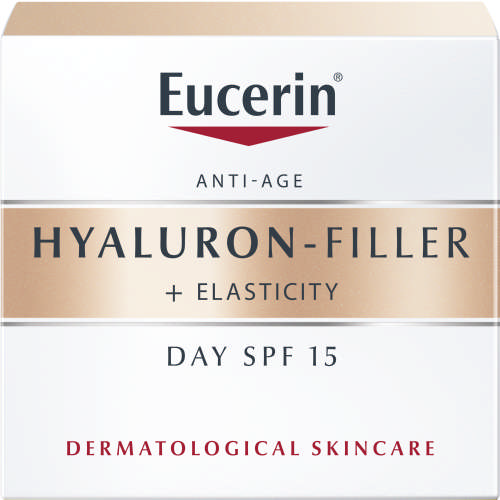 Eucerin®
ANTI-AGE
HYALURON-FILLER
+ ELASTICITY
DAY SPF 15
DERMATOLOGICAL SKINCARE